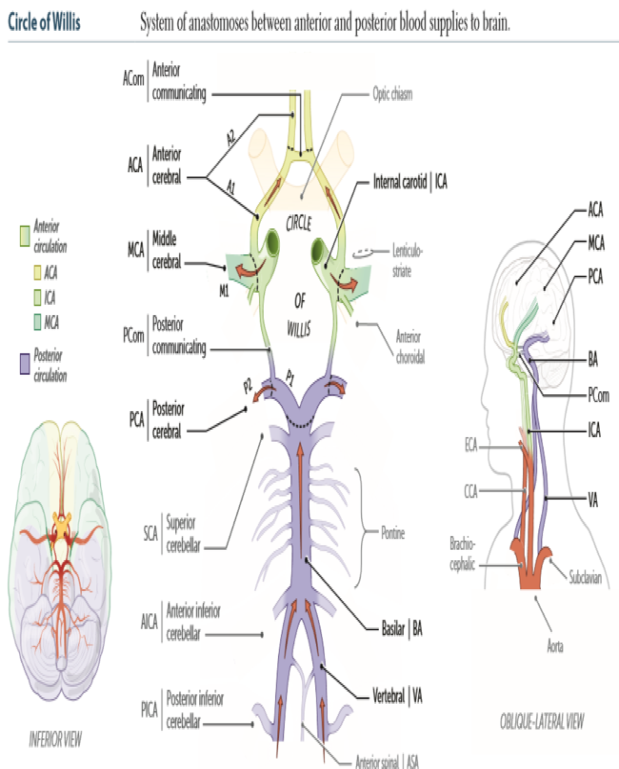 Circle of Willis
System of anastomoses between anterior and posterior blood supplies to brain.
ACom | Anterior
communicating
Optic chiasm
A2
ACA | Anterior
cerebral
A1
Internal carotid | ICA
CIRCLE
OF
WILLIS
MCA | Middle
cerebral
M1
Lenticulo-
striate
PCom | Posterior
communicating
Anterior
choroidal
P2
P1
PCA | Posterior
cerebral
SCA | Superior
cerebellar
Pontine
AICA | Anterior inferior
cerebellar
Basilar | BA
Vertebral | VA
PICA | Posterior inferior
cerebellar
Anterior spinal | ASA
Anterior
circulation
ACA
ICA
MCA
Posterior
circulation
INFERIOR VIEW
ACA
MCA
PCA
BA
PCom
ICA
ECA
CCA
VA
Brachio-
cephalic
Subclavian
Aorta
OBLIQUE-LATERAL VIEW